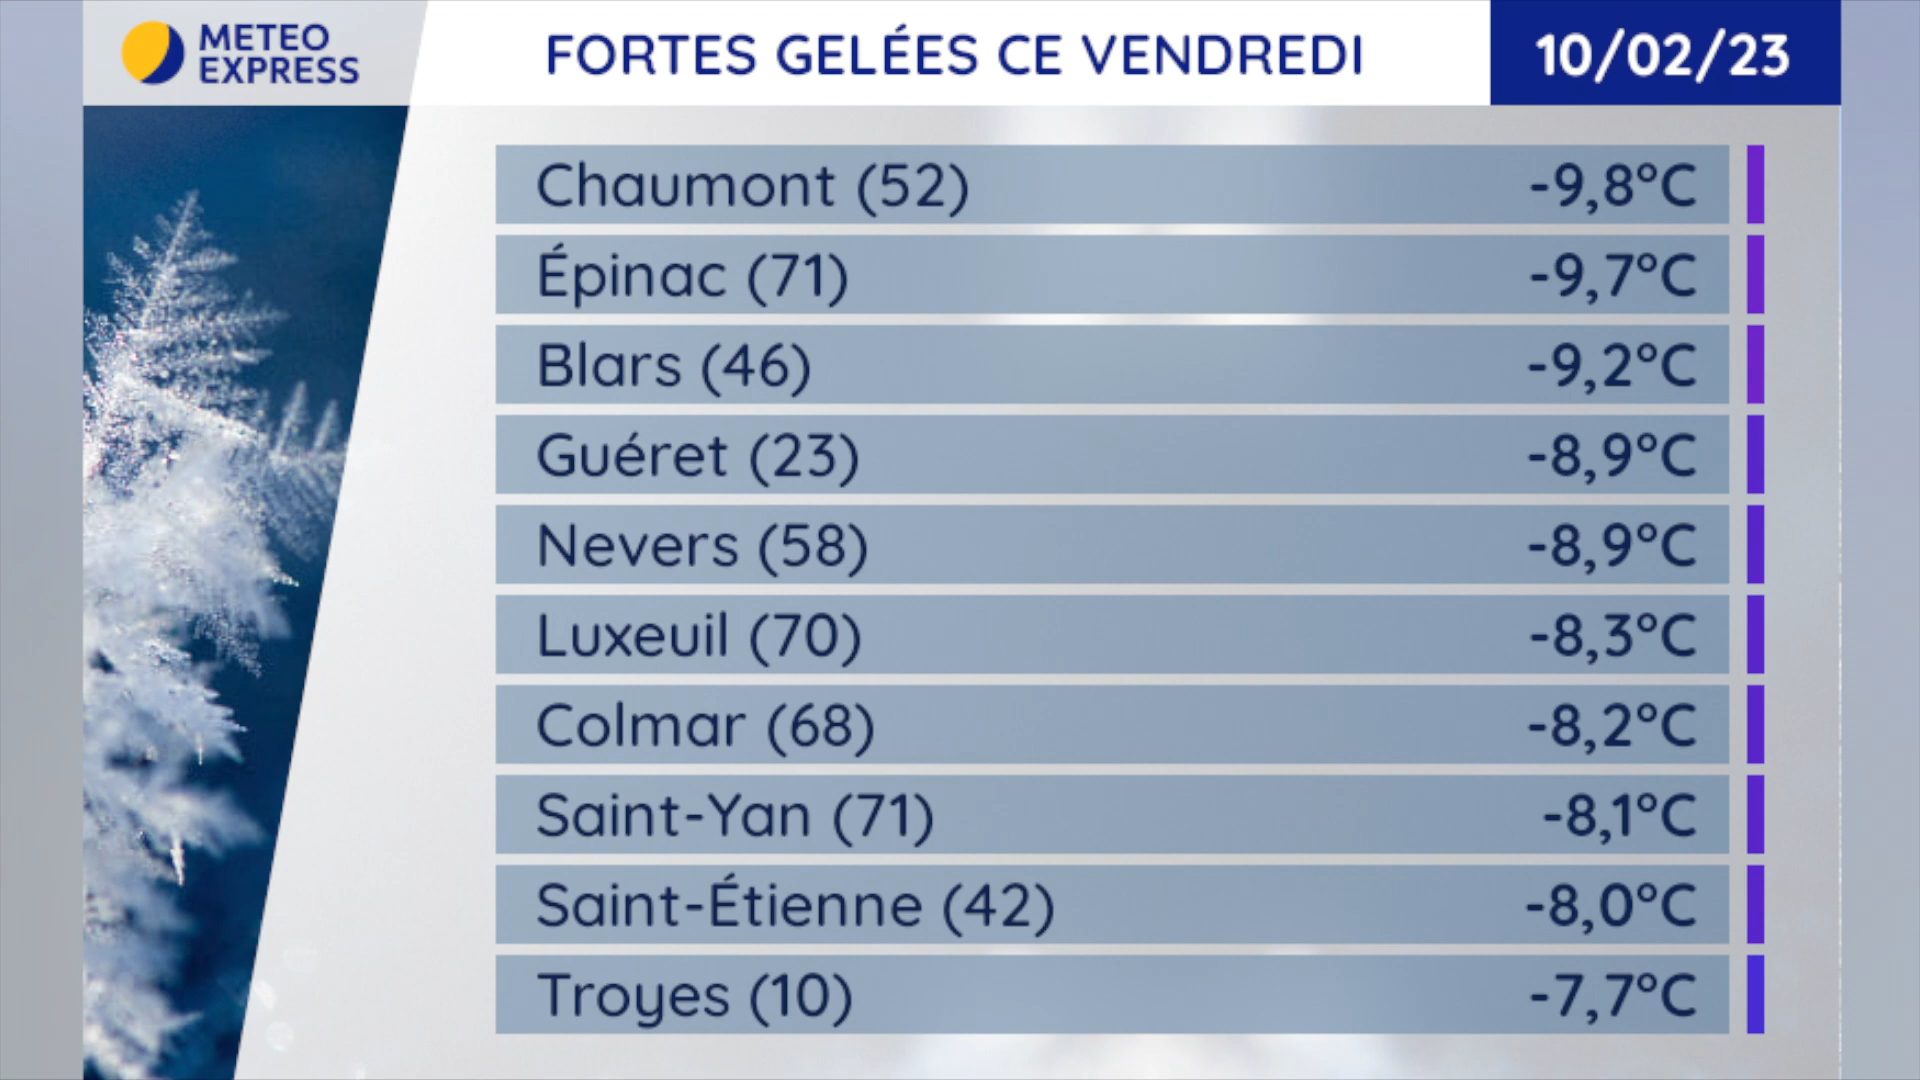 METEO
EXPRESS
FORTES GELÉES CE VENDREDI
10/02/23
Chaumont (52) -9,8°C
Épinac (71) -9,7°C
Blars (46) -9,2°C
Guéret (23) -8,9°C
Nevers (58) -8,9°C
Luxeuil (70) -8,3°C
Colmar (68) -8,2°C
Saint-Yan (71) -8,1°C
Saint-Étienne (42) -8,0°C
Troyes (10) -7,7°C